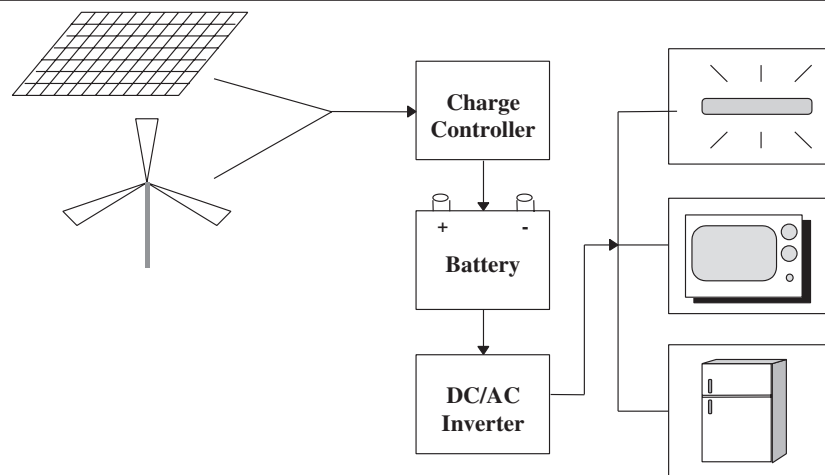 Charge
Controller
+ -
Battery
DC/AC
Inverter